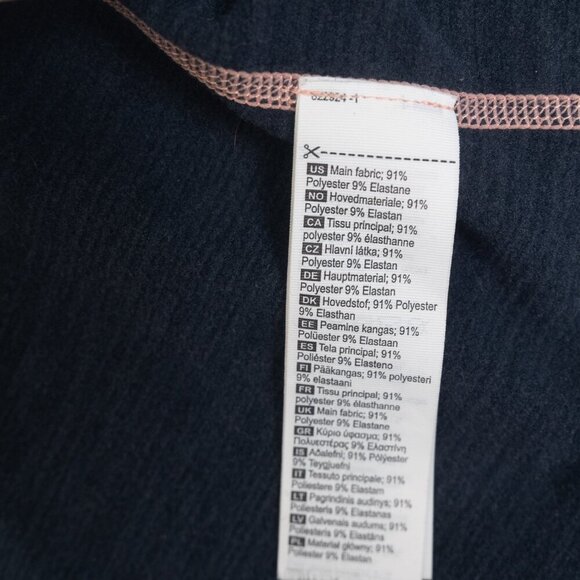 022924 -1
US Main fabric; 91%
Polyester 9% Elastane
NO Hovedmateriale; 91%
Polyester 9% Elastan
CA Tissu principal; 91%
polyester 9% élasthanne
CZ Hlavní látka; 91%
Polyester 9% Elastan
DE Hauptmaterial; 91%
Polyester 9% Elastan
DK Hovedstof; 91% Polyester
9% Elasthan
EE Peamine kangas; 91%
Polüester 9% Elastaan
ES Tela principal; 91%
Poliéster 9% Elasteno
FI Pääkangas; 91% polyesteri
9% elastaani
FR Tissu principal; 91%
polyester 9% élasthanne
UK Main fabric; 91%
Polyester 9% Elastane
GR Κύριο ύφασμα; 91%
Πολυεστέρας 9% Ελαστίνη
IS Aðalefni; 91% Pólýester
9% Teygjuefni
IT Tessuto principale; 91%
Poliestere 9% Elastam
LT Pagrindinis audinys; 91%
Poliesteris 9% Elastanas
LV Galvenais auduma; 91%
Poliesteris 9% Elastāns
PL Materiał główny; 91%